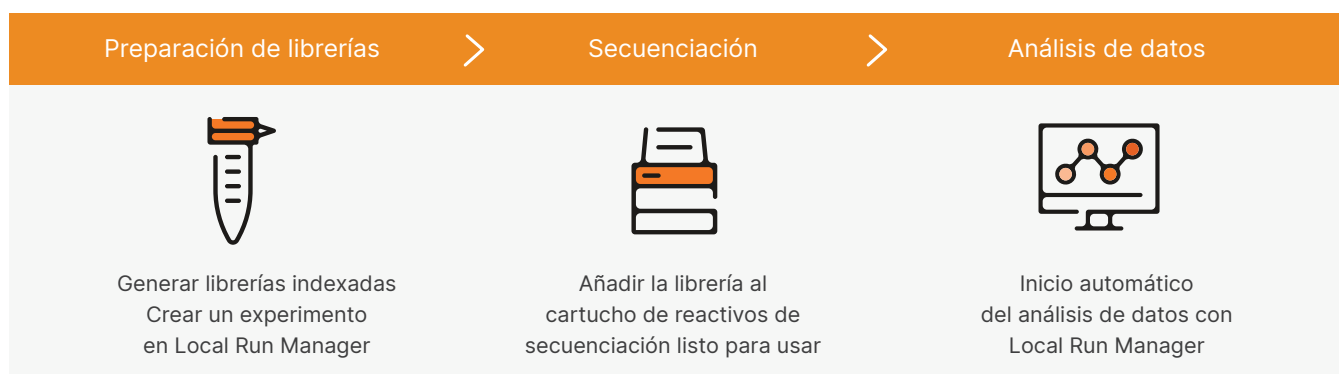 Preparación de librerías
Secuenciación
Análisis de datos
Generar librerías indexadas
Crear un experimento
en Local Run Manager
Añadir la librería al
cartucho de reactivos de
secuenciación listo para usar
Inicio automático
del análisis de datos con
Local Run Manager